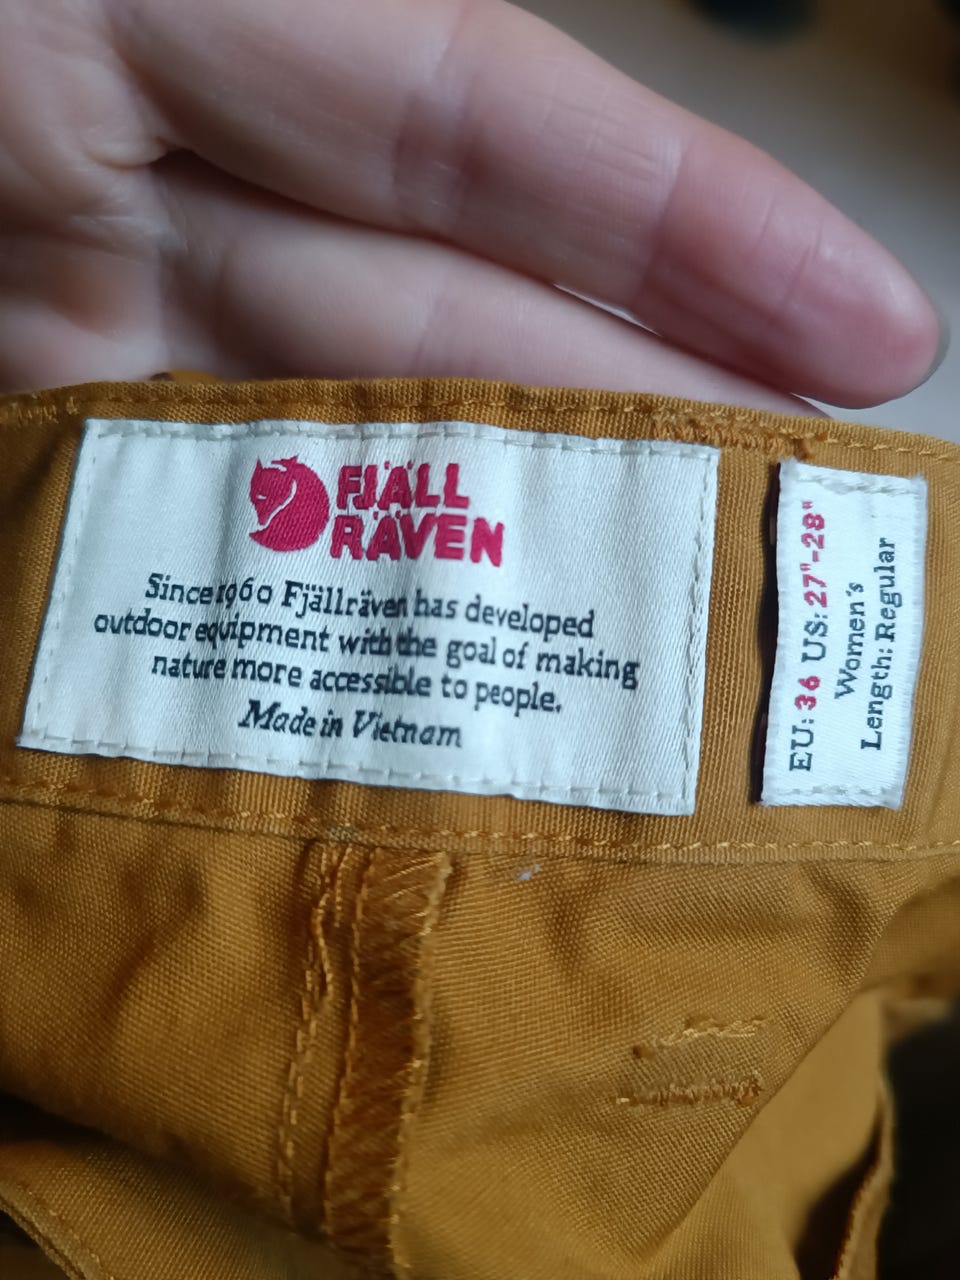 FJÄLL
RÄVEN
Since 1960 Fjällräven has developed
outdoor equipment with the goal of making
nature more accessible to people.
Made in Vietnam
EU: 36 US: 27"-28"
Women's
Length: Regular